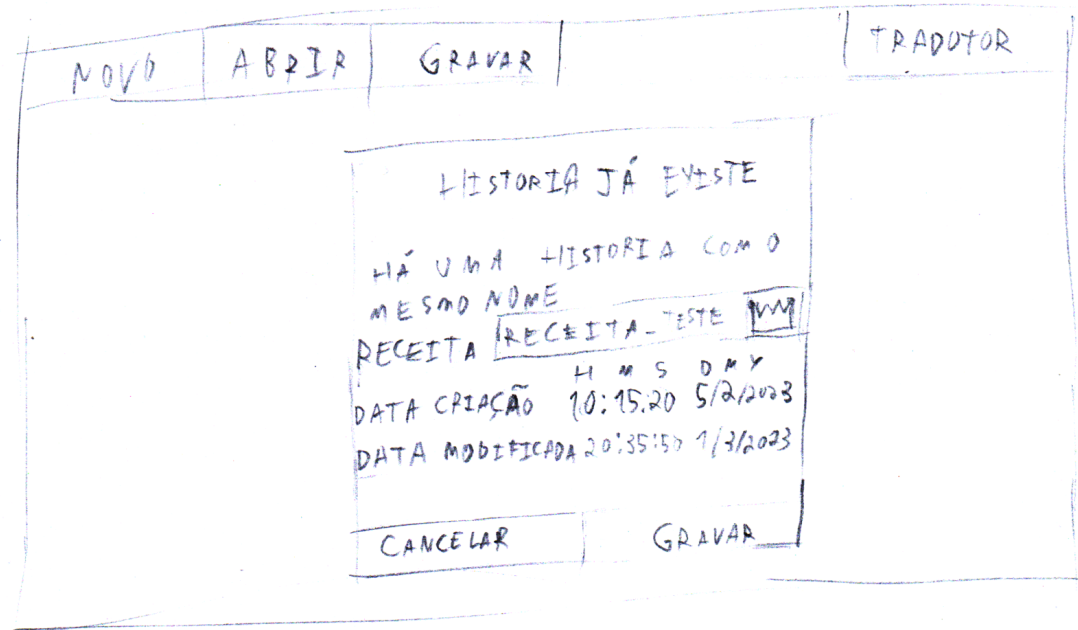 NOVO ABRIR GRAVAR TRADUTOR
HISTORIA JÁ EXISTE
HÁ UMA HISTORIA COM O
MESMO NOME
RECEITA RECEITA_TESTE
H M S D M Y
DATA CRIAÇÃO 10:15:20 5/2/2023
DATA MODIFICADA 20:35:50 1/3/2023
CANCELAR GRAVAR